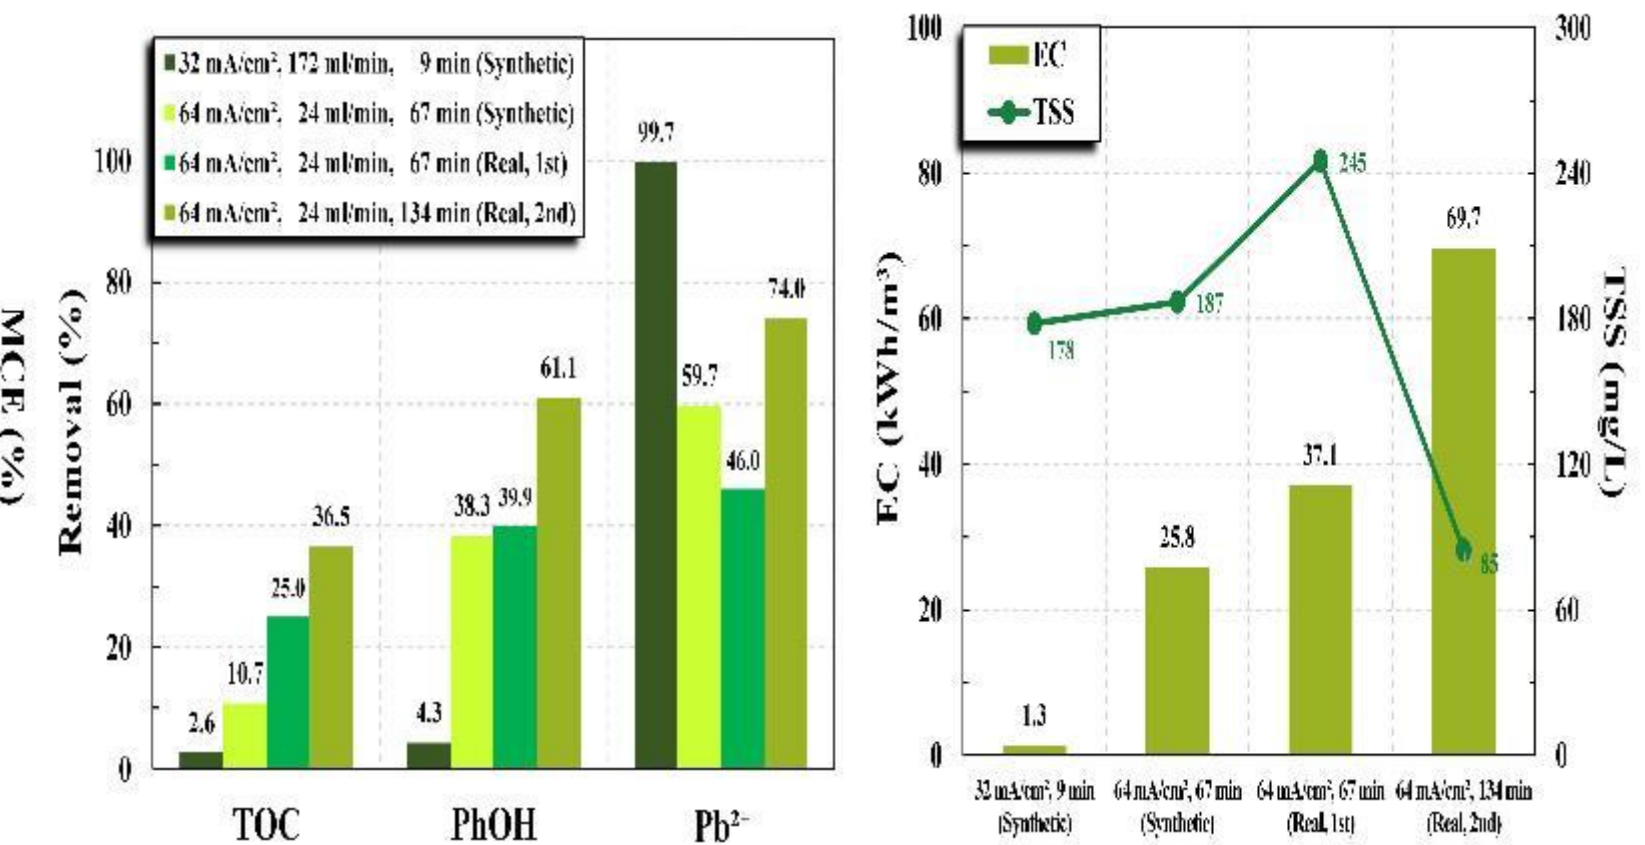 MCE (%)
Removal (%)
32 mA/cm², 172 ml/min, 9 min (Synthetic)
64 mA/cm², 24 ml/min, 67 min (Synthetic)
64 mA/cm², 24 ml/min, 67 min (Real, 1st)
64 mA/cm², 24 ml/min, 134 min (Real, 2nd)
100
80
60
40
20
0
2.6
10.7
25.0
36.5
4.3
38.3
39.9
61.1
99.7
59.7
46.0
74.0
TOC
PhOH
Pb²⁻
EC (kWh/m³)
100
80
60
40
20
0
EC
TSS
178
187
245
85
1.3
25.8
37.1
69.7
300
240
180
120
60
0
TSS (mg/L)
32 mA/cm², 9 min
(Synthetic)
64 mA/cm², 67 min
(Synthetic)
64 mA/cm², 67 min
(Real, 1st)
64 mA/cm², 134 min
(Real, 2nd)